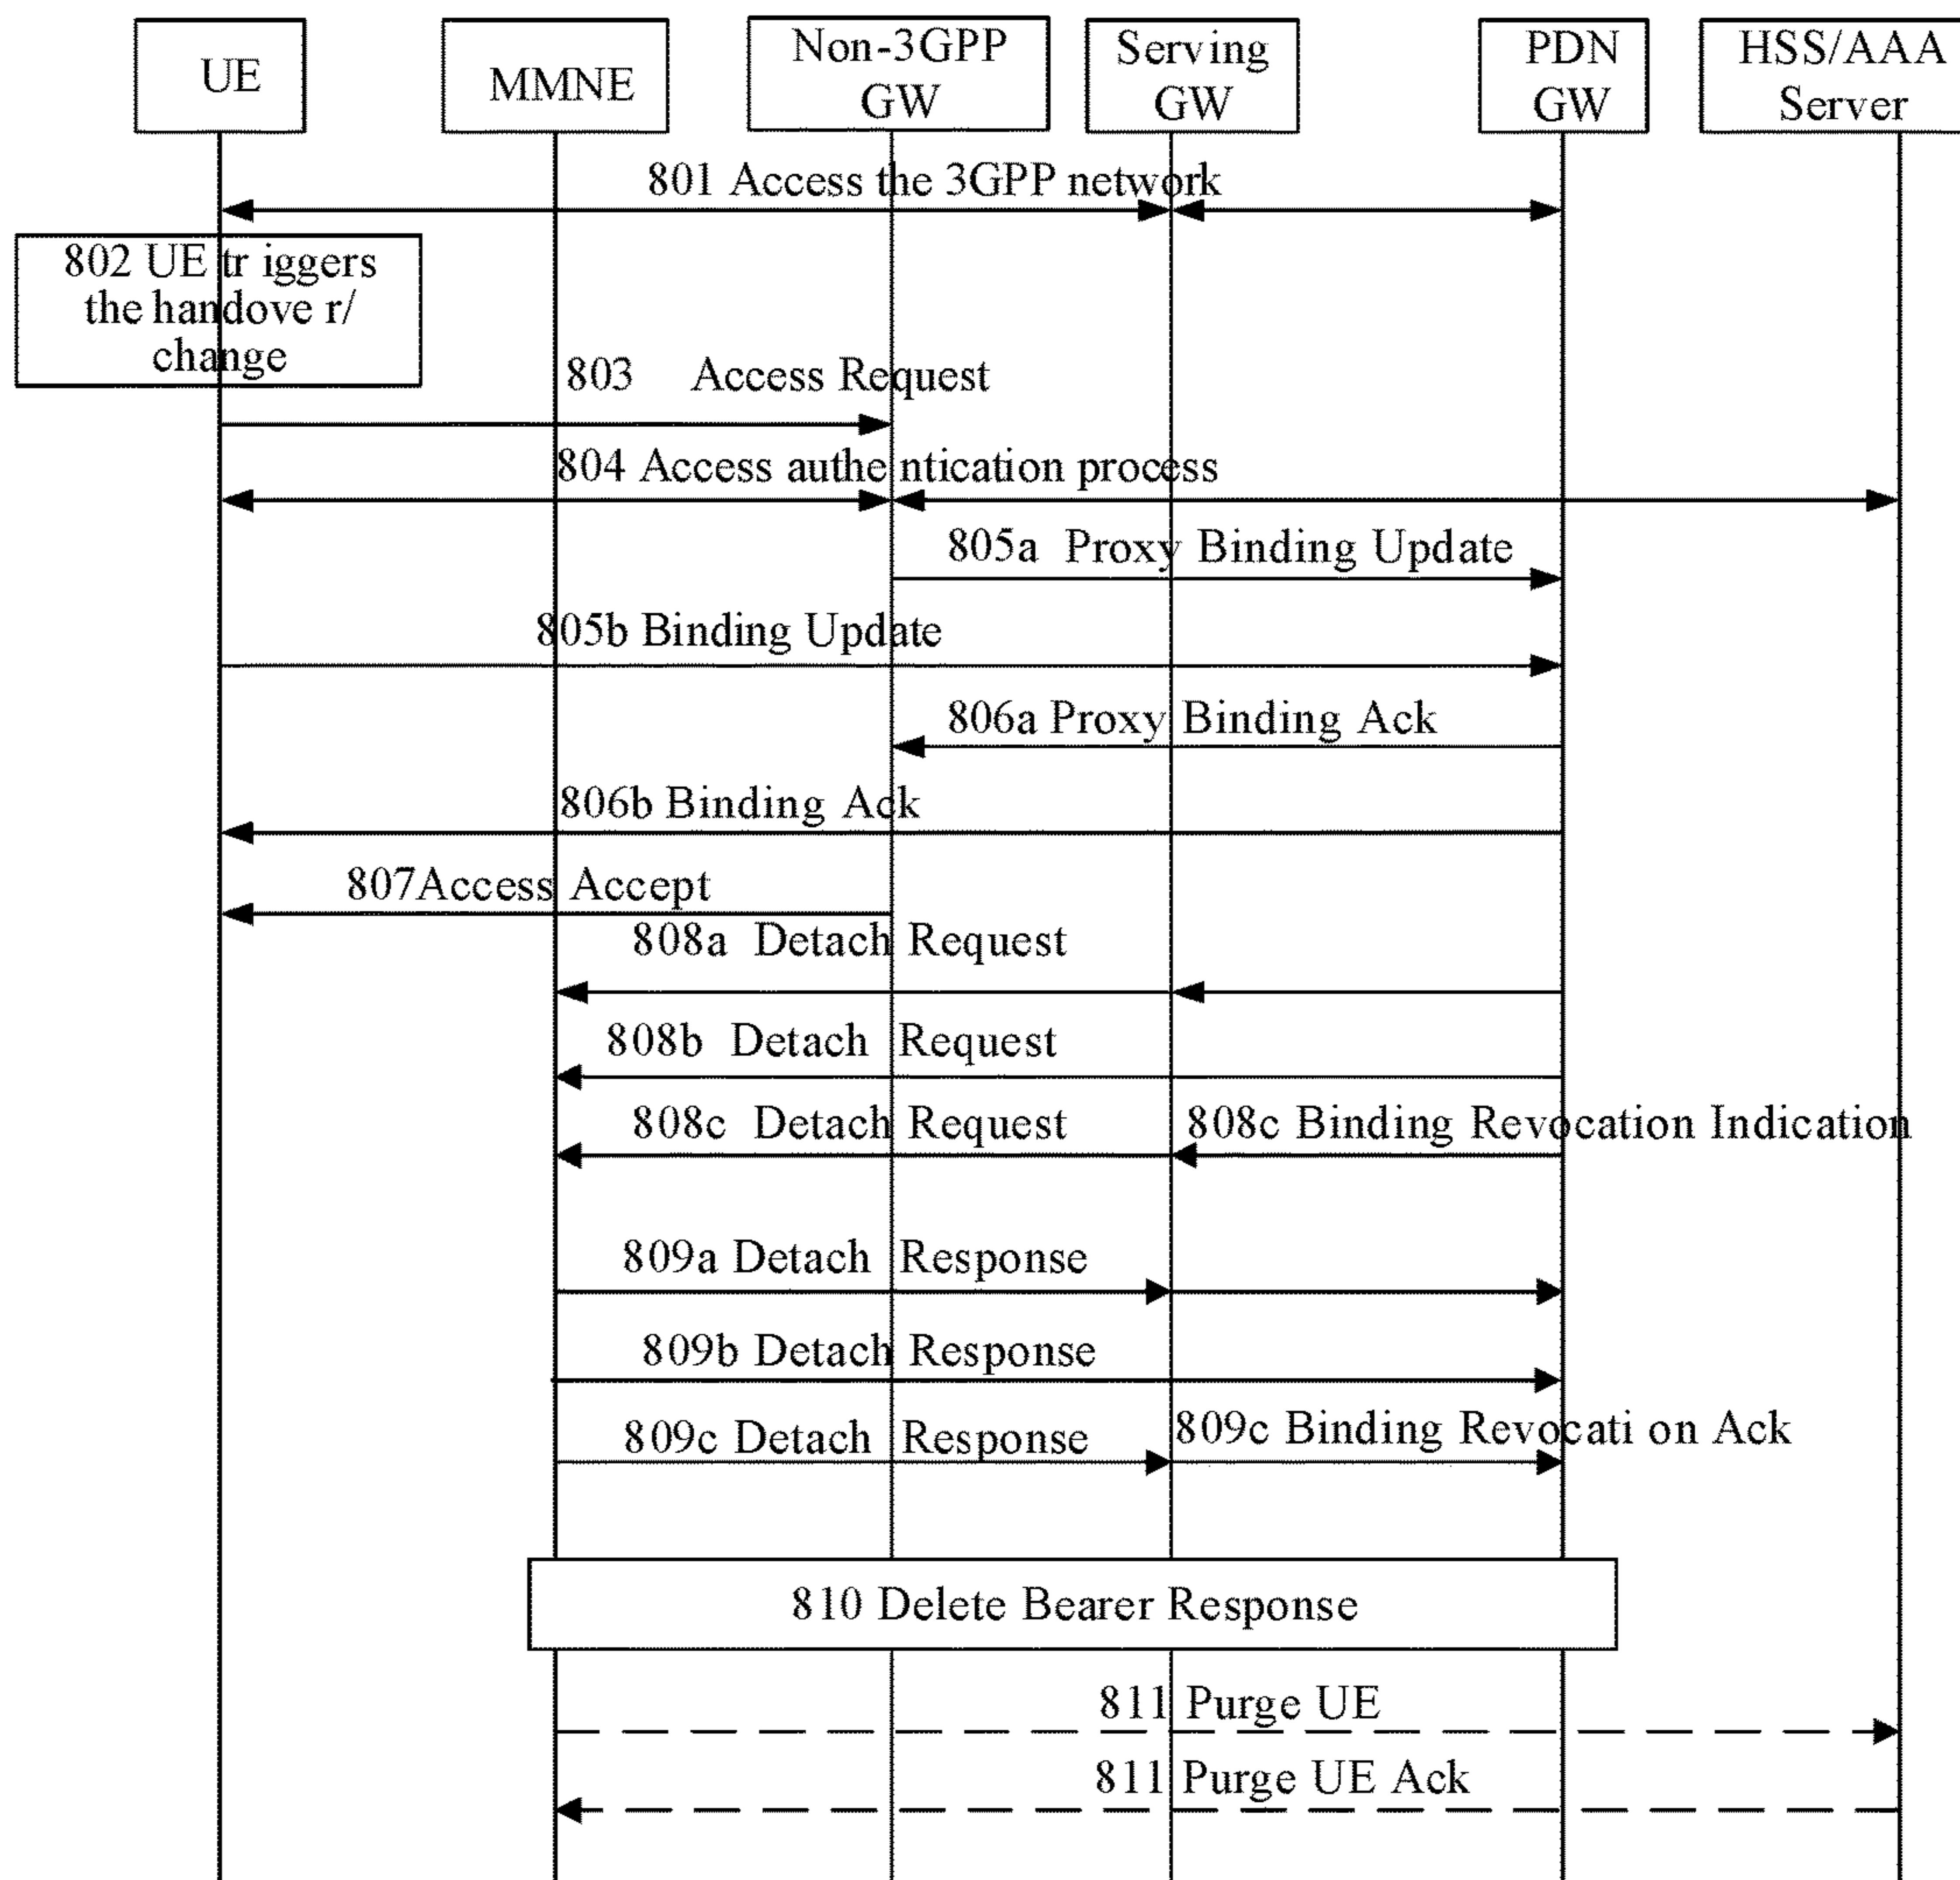 UE
MMNE
Non-3GPP
GW
Serving
GW
PDN
GW
HSS/AAA
Server
801 Access the 3GPP network
802 UE tr iggers
the handove r/
change
803 Access Request
804 Access authe ntication process
805a Proxy Binding Update
805b Binding Update
806a Proxy Binding Ack
806b Binding Ack
807Access Accept
808a Detach Request
808b Detach Request
808c Detach Request
808c Binding Revocation Indication
809a Detach Response
809b Detach Response
809c Detach Response
809c Binding Revocati on Ack
810 Delete Bearer Response
811 Purge UE
811 Purge UE Ack